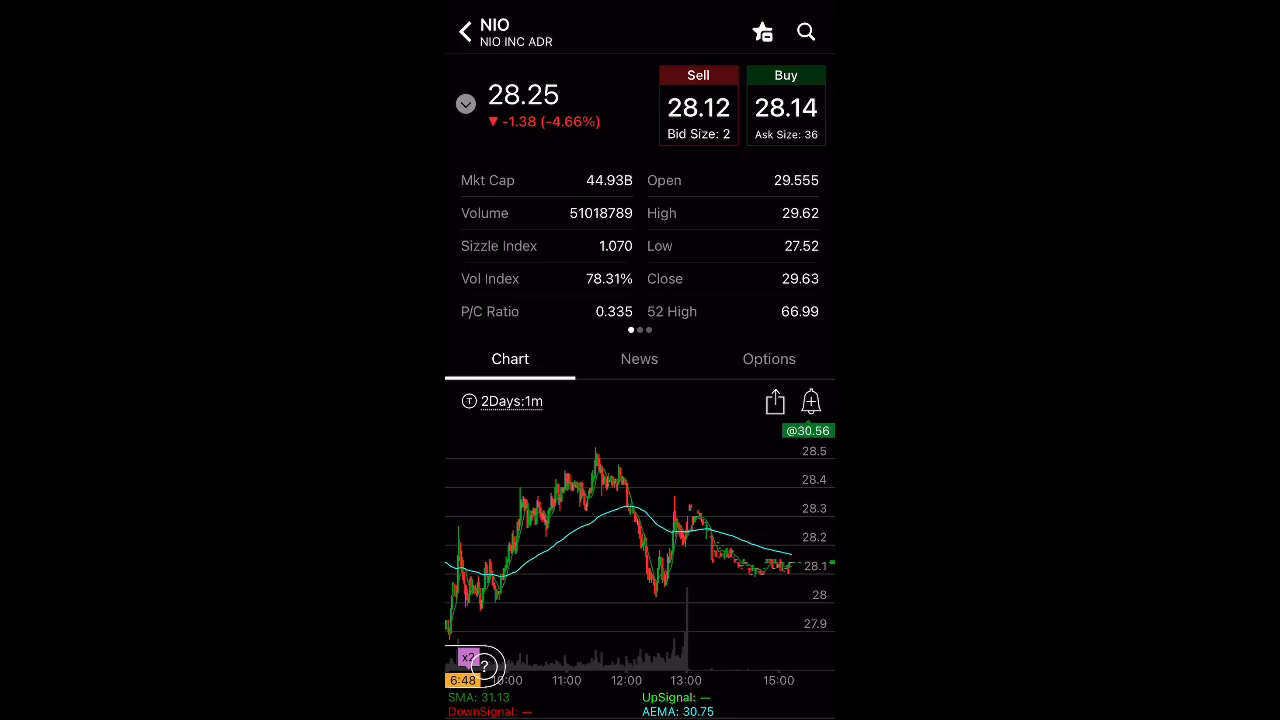 NIO
NIO INC ADR
28.25
▼ -1.38 (-4.66%)
Sell
28.12
Bid Size: 2
Buy
28.14
Ask Size: 36
Mkt Cap 44.93B Open 29.555
Volume 51018789 High 29.62
Sizzle Index 1.070 Low 27.52
Vol Index 78.31% Close 29.63
P/C Ratio 0.335 52 High 66.99
Chart News Options
T 2Days:1m
@30.56
28.5
28.4
28.3
28.2
28.1
28
27.9
x2 ?
6:48 10:00 11:00 12:00 13:00 15:00
SMA: 31.13 UpSignal: —
DownSignal: — AEMA: 30.75